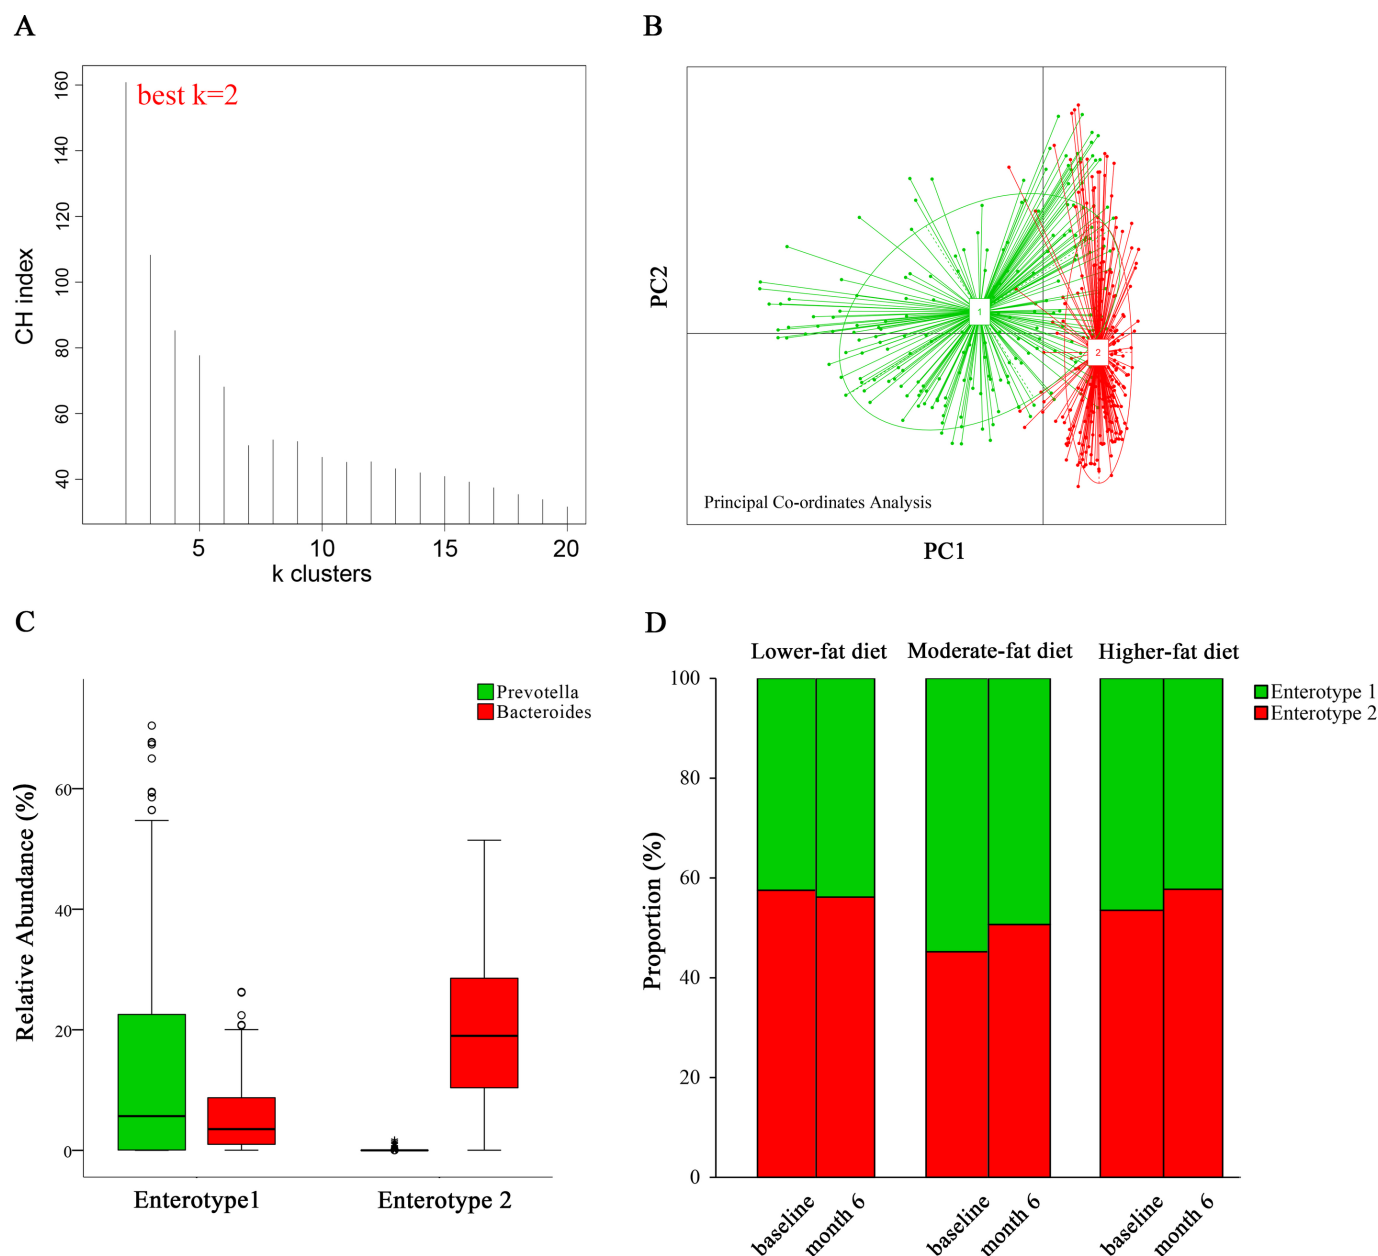 A
best k=2
CH index
160
140
120
100
80
60
40
5
10
15
20
k clusters
B
PC2
1
2
Principal Co-ordinates Analysis
PC1
C
Prevotella
Bacteroides
Relative Abundance (%)
60
40
20
0
Enterotype1
Enterotype 2
D
Lower-fat diet
Moderate-fat diet
Higher-fat diet
Enterotype 1
Enterotype 2
Proportion (%)
100
80
60
40
20
0
baseline
month 6
baseline
month 6
baseline
month 6